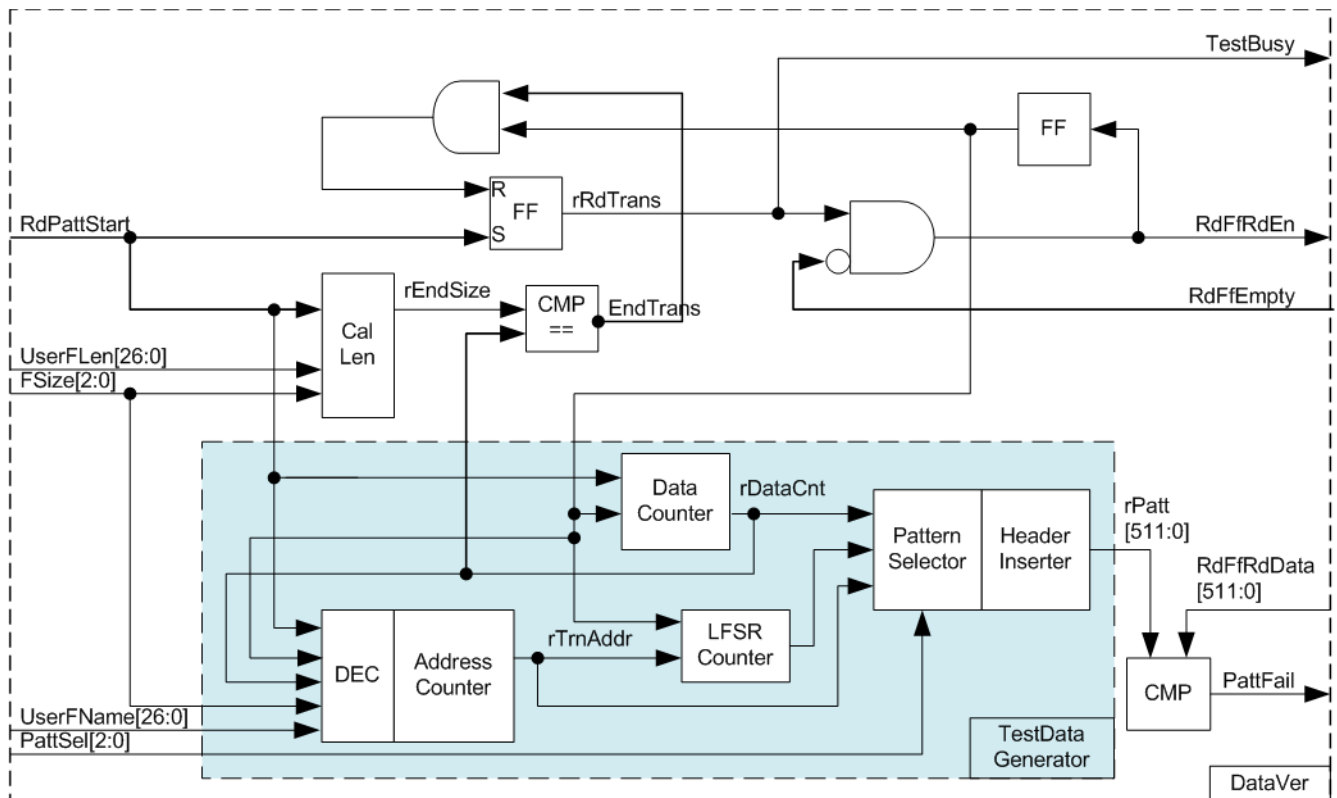 TestBusy
FF
R
FF
S
rRdTrans
RdPattStart
RdFfRdEn
rEndSize
CMP
==
EndTrans
RdFfEmpty
Cal
Len
UserFLen[26:0]
FSize[2:0]
Data
Counter
rDataCnt
Pattern
Selector
Header
Inserter
rPatt
[511:0]
RdFfRdData
[511:0]
DEC
Address
Counter
rTrnAddr
LFSR
Counter
CMP
PattFail
UserFName[26:0]
PattSel[2:0]
TestData
Generator
DataVer